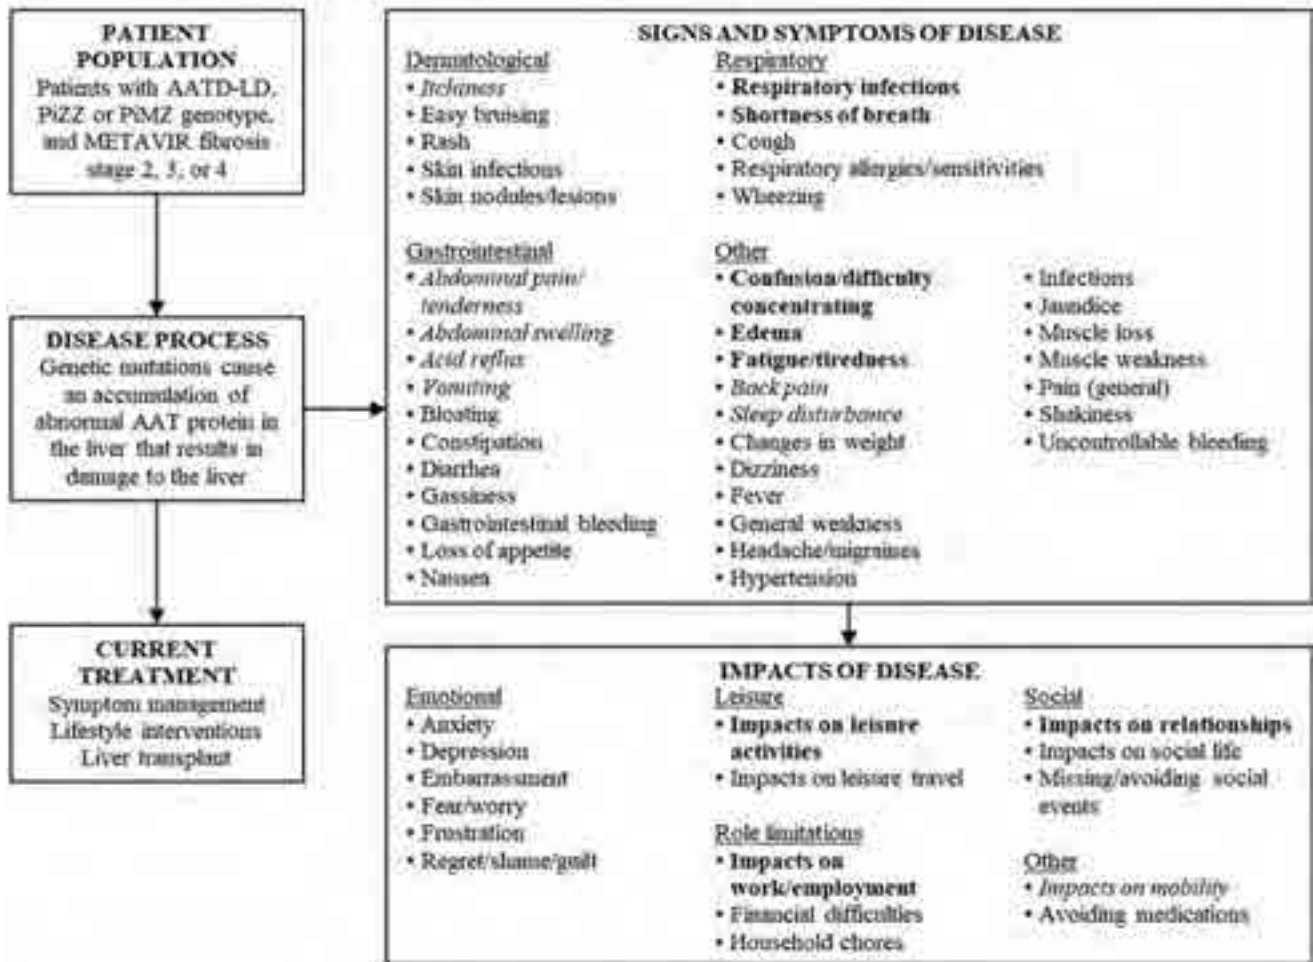 PATIENT
POPULATION
Patients with AATD-LD,
PiZZ or PiMZ genotype,
and METAVIR fibrosis
stage 2, 3, or 4
DISEASE PROCESS
Genetic mutations cause
an accumulation of
abnormal AAT protein in
the liver that results in
damage to the liver
CURRENT
TREATMENT
Symptom management
Lifestyle interventions
Liver transplant
SIGNS AND SYMPTOMS OF DISEASE
Dermatological
• Itchiness
• Easy bruising
• Rash
• Skin infections
• Skin nodules/lesions
Respiratory
• Respiratory infections
• Shortness of breath
• Cough
• Respiratory allergies/sensitivities
• Wheezing
Gastrointestinal
• Abdominal pain/
tenderness
• Abdominal swelling
• Acid reflux
• Vomiting
• Bloating
• Constipation
• Diarrhea
• Gassiness
• Gastrointestinal bleeding
• Loss of appetite
• Nausea
Other
• Confusion/difficulty
concentrating
• Edema
• Fatigue/tiredness
• Back pain
• Sleep disturbance
• Changes in weight
• Dizziness
• Fever
• General weakness
• Headache/migraines
• Hypertension
• Infections
• Jaundice
• Muscle loss
• Muscle weakness
• Pain (general)
• Shakiness
• Uncontrollable bleeding
IMPACTS OF DISEASE
Emotional
• Anxiety
• Depression
• Embarrassment
• Fear/worry
• Frustration
• Regret/shame/guilt
Leisure
• Impacts on leisure
activities
• Impacts on leisure travel
Role limitations
• Impacts on
work/employment
• Financial difficulties
• Household chores
Social
• Impacts on relationships
• Impacts on social life
• Missing/avoiding social
events
Other
• Impacts on mobility
• Avoiding medications